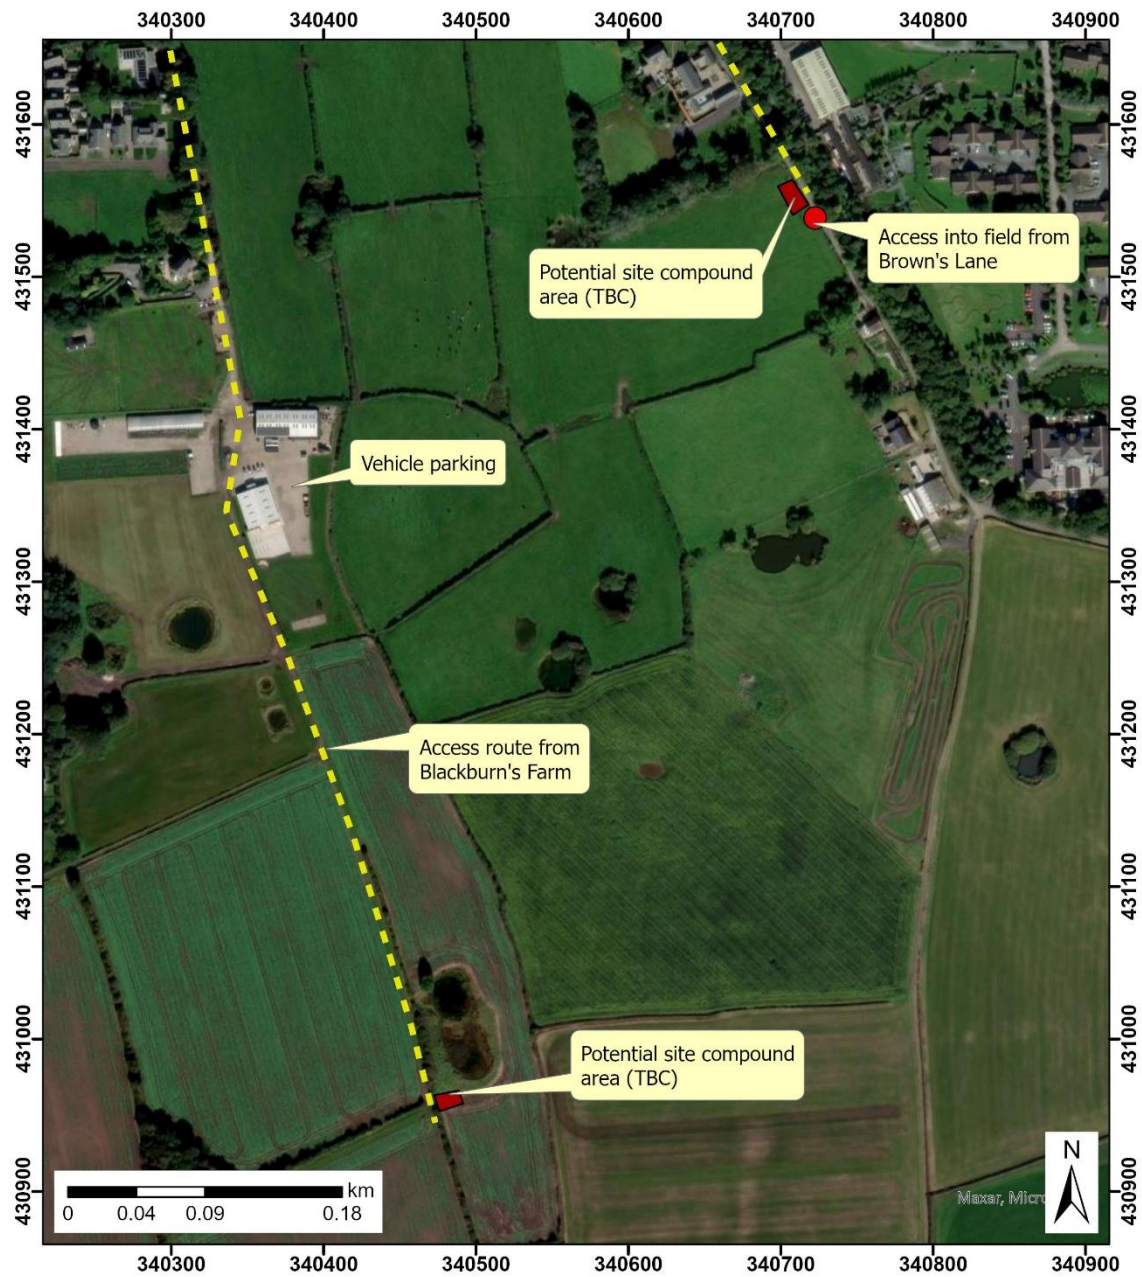 340300 340400 340500 340600 340700 340800 340900
431600
431600
Access into field from
Brown's Lane
Potential site compound
area (TBC)
431500
431500
431400
431400
Vehicle parking
431300
431300
431200
431200
Access route from
Blackburn's Farm
431100
431100
431000
431000
Potential site compound
area (TBC)
N
430900
430900
km
0 0.04 0.09 0.18
Maxar, Micro
340300 340400 340500 340600 340700 340800 340900